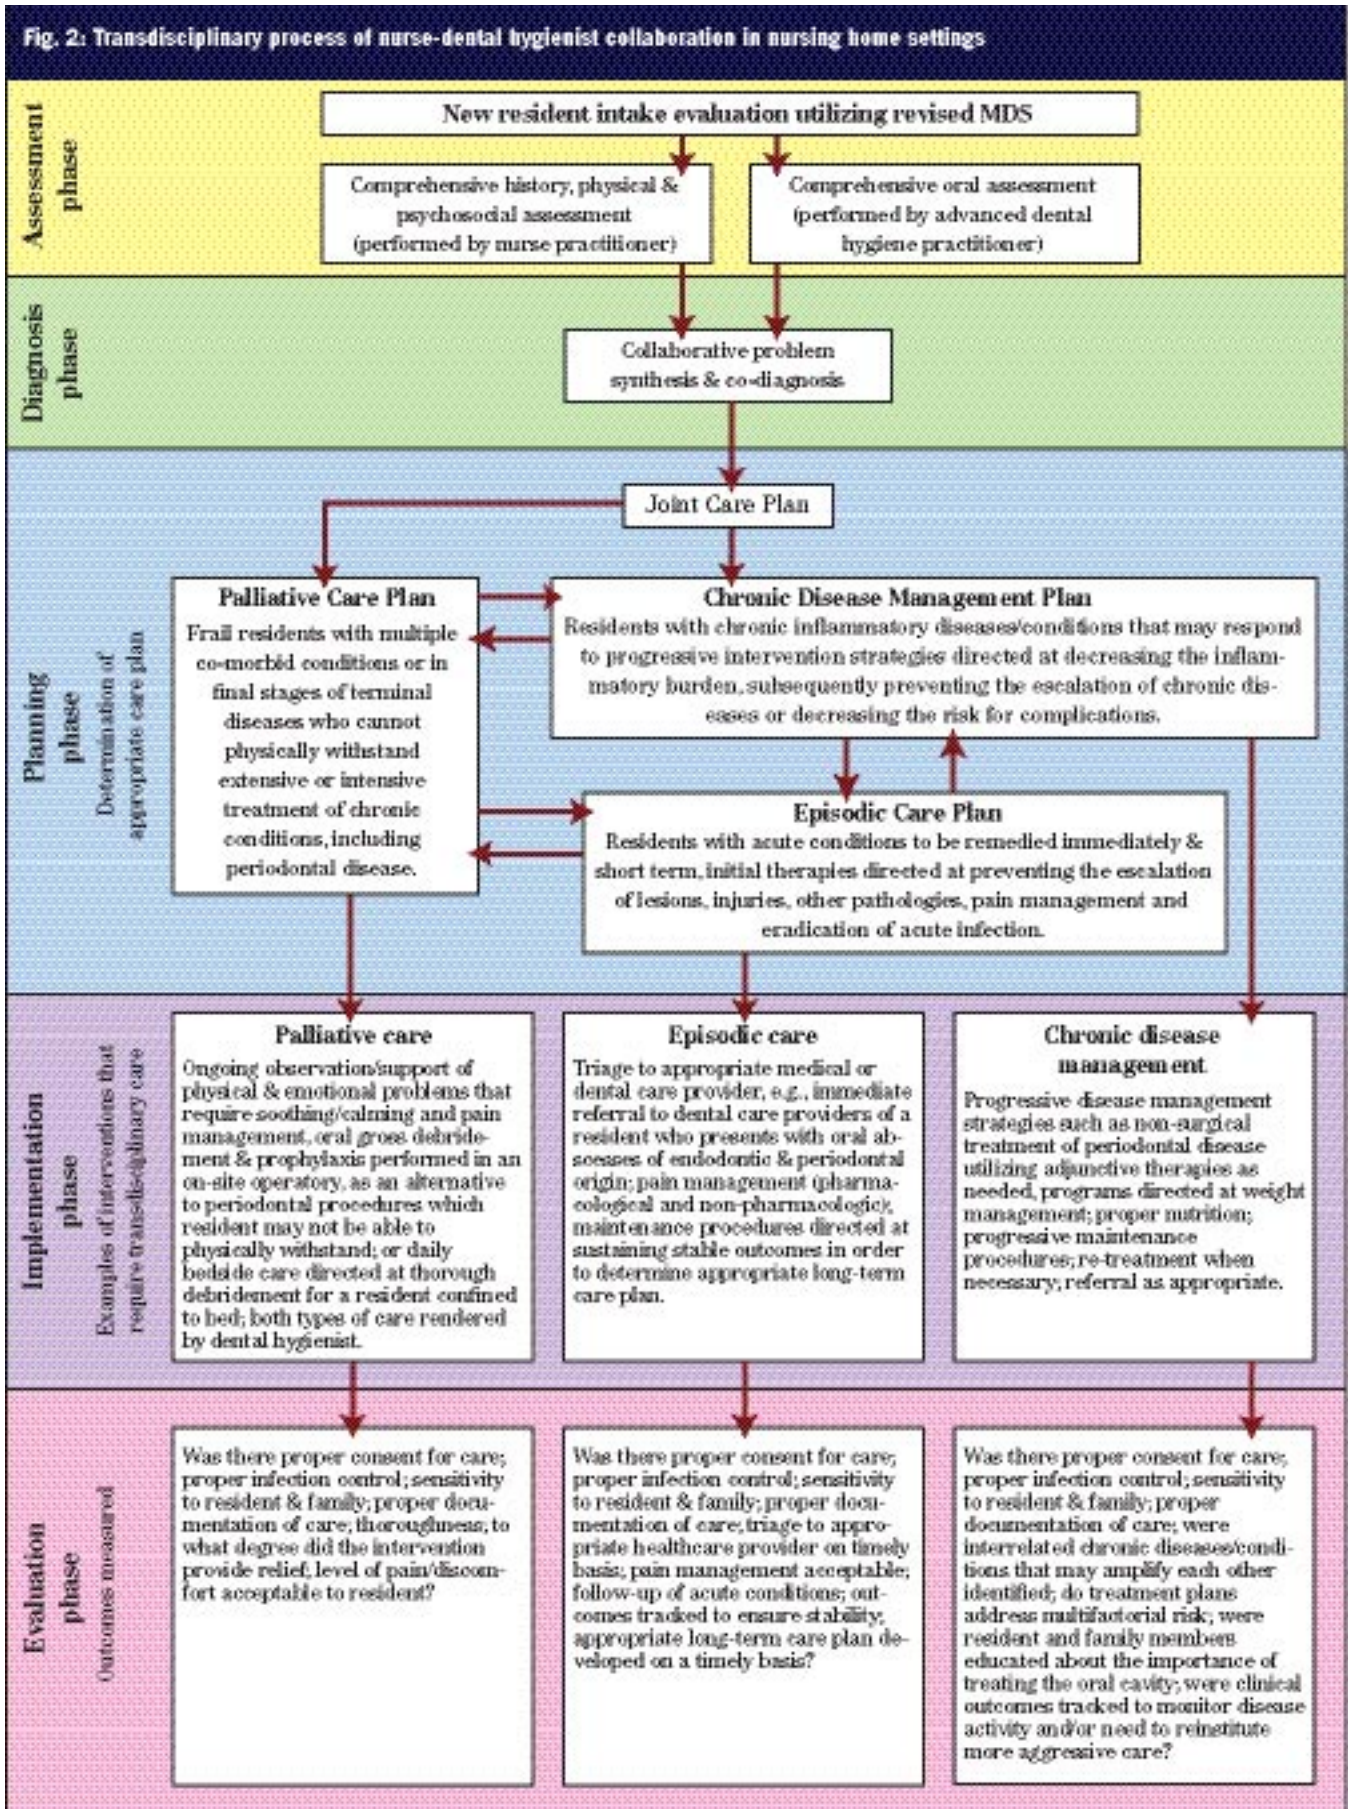 Fig. 2: Transdisciplinary process of nurse-dental hygienist collaboration in nursing home settings
Assessment
phase
New resident intake evaluation utilizing revised MDS
Comprehensive history, physical &
psychosocial assessment
(performed by nurse practitioner)
Comprehensive oral assessment
(performed by advanced dental
hygiene practitioner)
Diagnosis
phase
Collaborative problem
synthesis & co-diagnosis
Planning
phase
Determination of
appropriate care plan
Joint Care Plan
Palliative Care Plan
Frail residents with multiple
co-morbid conditions or in
final stages of terminal
diseases who cannot
physically withstand
extensive or intensive
treatment of chronic
conditions, including
periodontal disease.
Chronic Disease Management Plan
Residents with chronic inflammatory diseases/conditions that may respond
to progressive intervention strategies directed at decreasing the inflam-
matory burden, subsequently preventing the escalation of chronic dis-
eases or decreasing the risk for complications.
Episodic Care Plan
Residents with acute conditions to be remedied immediately &
short term, initial therapies directed at preventing the escalation
of lesions, injuries, other pathologies, pain management and
eradication of acute infection.
Implementation
phase
Examples of interventions that
require transdisciplinary care
Palliative care
Ongoing observation/support of
physical & emotional problems that
require soothing/calming and pain
management, oral gross debride-
ment & prophylaxis performed in an
on-site operatory, as an alternative
to periodontal procedures which
resident may not be able to
physically withstand; or daily
bedside care directed at thorough
debridement for a resident confined
to bed; both types of care rendered
by dental hygienist.
Episodic care
Triage to appropriate medical or
dental care provider, e.g., immediate
referral to dental care providers of a
resident who presents with oral ab-
scesses of endodontic & periodontal
origin; pain management (pharma-
cological and non-pharmacologic);
maintenance procedures directed at
sustaining stable outcomes in order
to determine appropriate long-term
care plan.
Chronic disease
management
Progressive disease management
strategies such as non-surgical
treatment of periodontal disease
utilizing adjunctive therapies as
needed, programs directed at weight
management; proper nutrition;
progressive maintenance
procedures; re-treatment when
necessary; referral as appropriate.
Evaluation
phase
Outcomes measured
Was there proper consent for care;
proper infection control; sensitivity
to resident & family; proper docu-
mentation of care; thoroughness; to
what degree did the intervention
provide relief; level of pain/discom-
fort acceptable to resident?
Was there proper consent for care;
proper infection control; sensitivity
to resident & family; proper docu-
mentation of care; triage to appro-
priate healthcare provider on timely
basis; pain management acceptable;
follow-up of acute conditions; out-
comes tracked to ensure stability;
appropriate long-term care plan de-
veloped on a timely basis?
Was there proper consent for care;
proper infection control; sensitivity
to resident & family; proper
documentation of care; were
interrelated chronic diseases/condi-
tions that may amplify each other
identified; do treatment plans
address multifactorial risk; were
resident and family members
educated about the importance of
treating the oral cavity; were clinical
outcomes tracked to monitor disease
activity and/or need to reinstitute
more aggressive care?